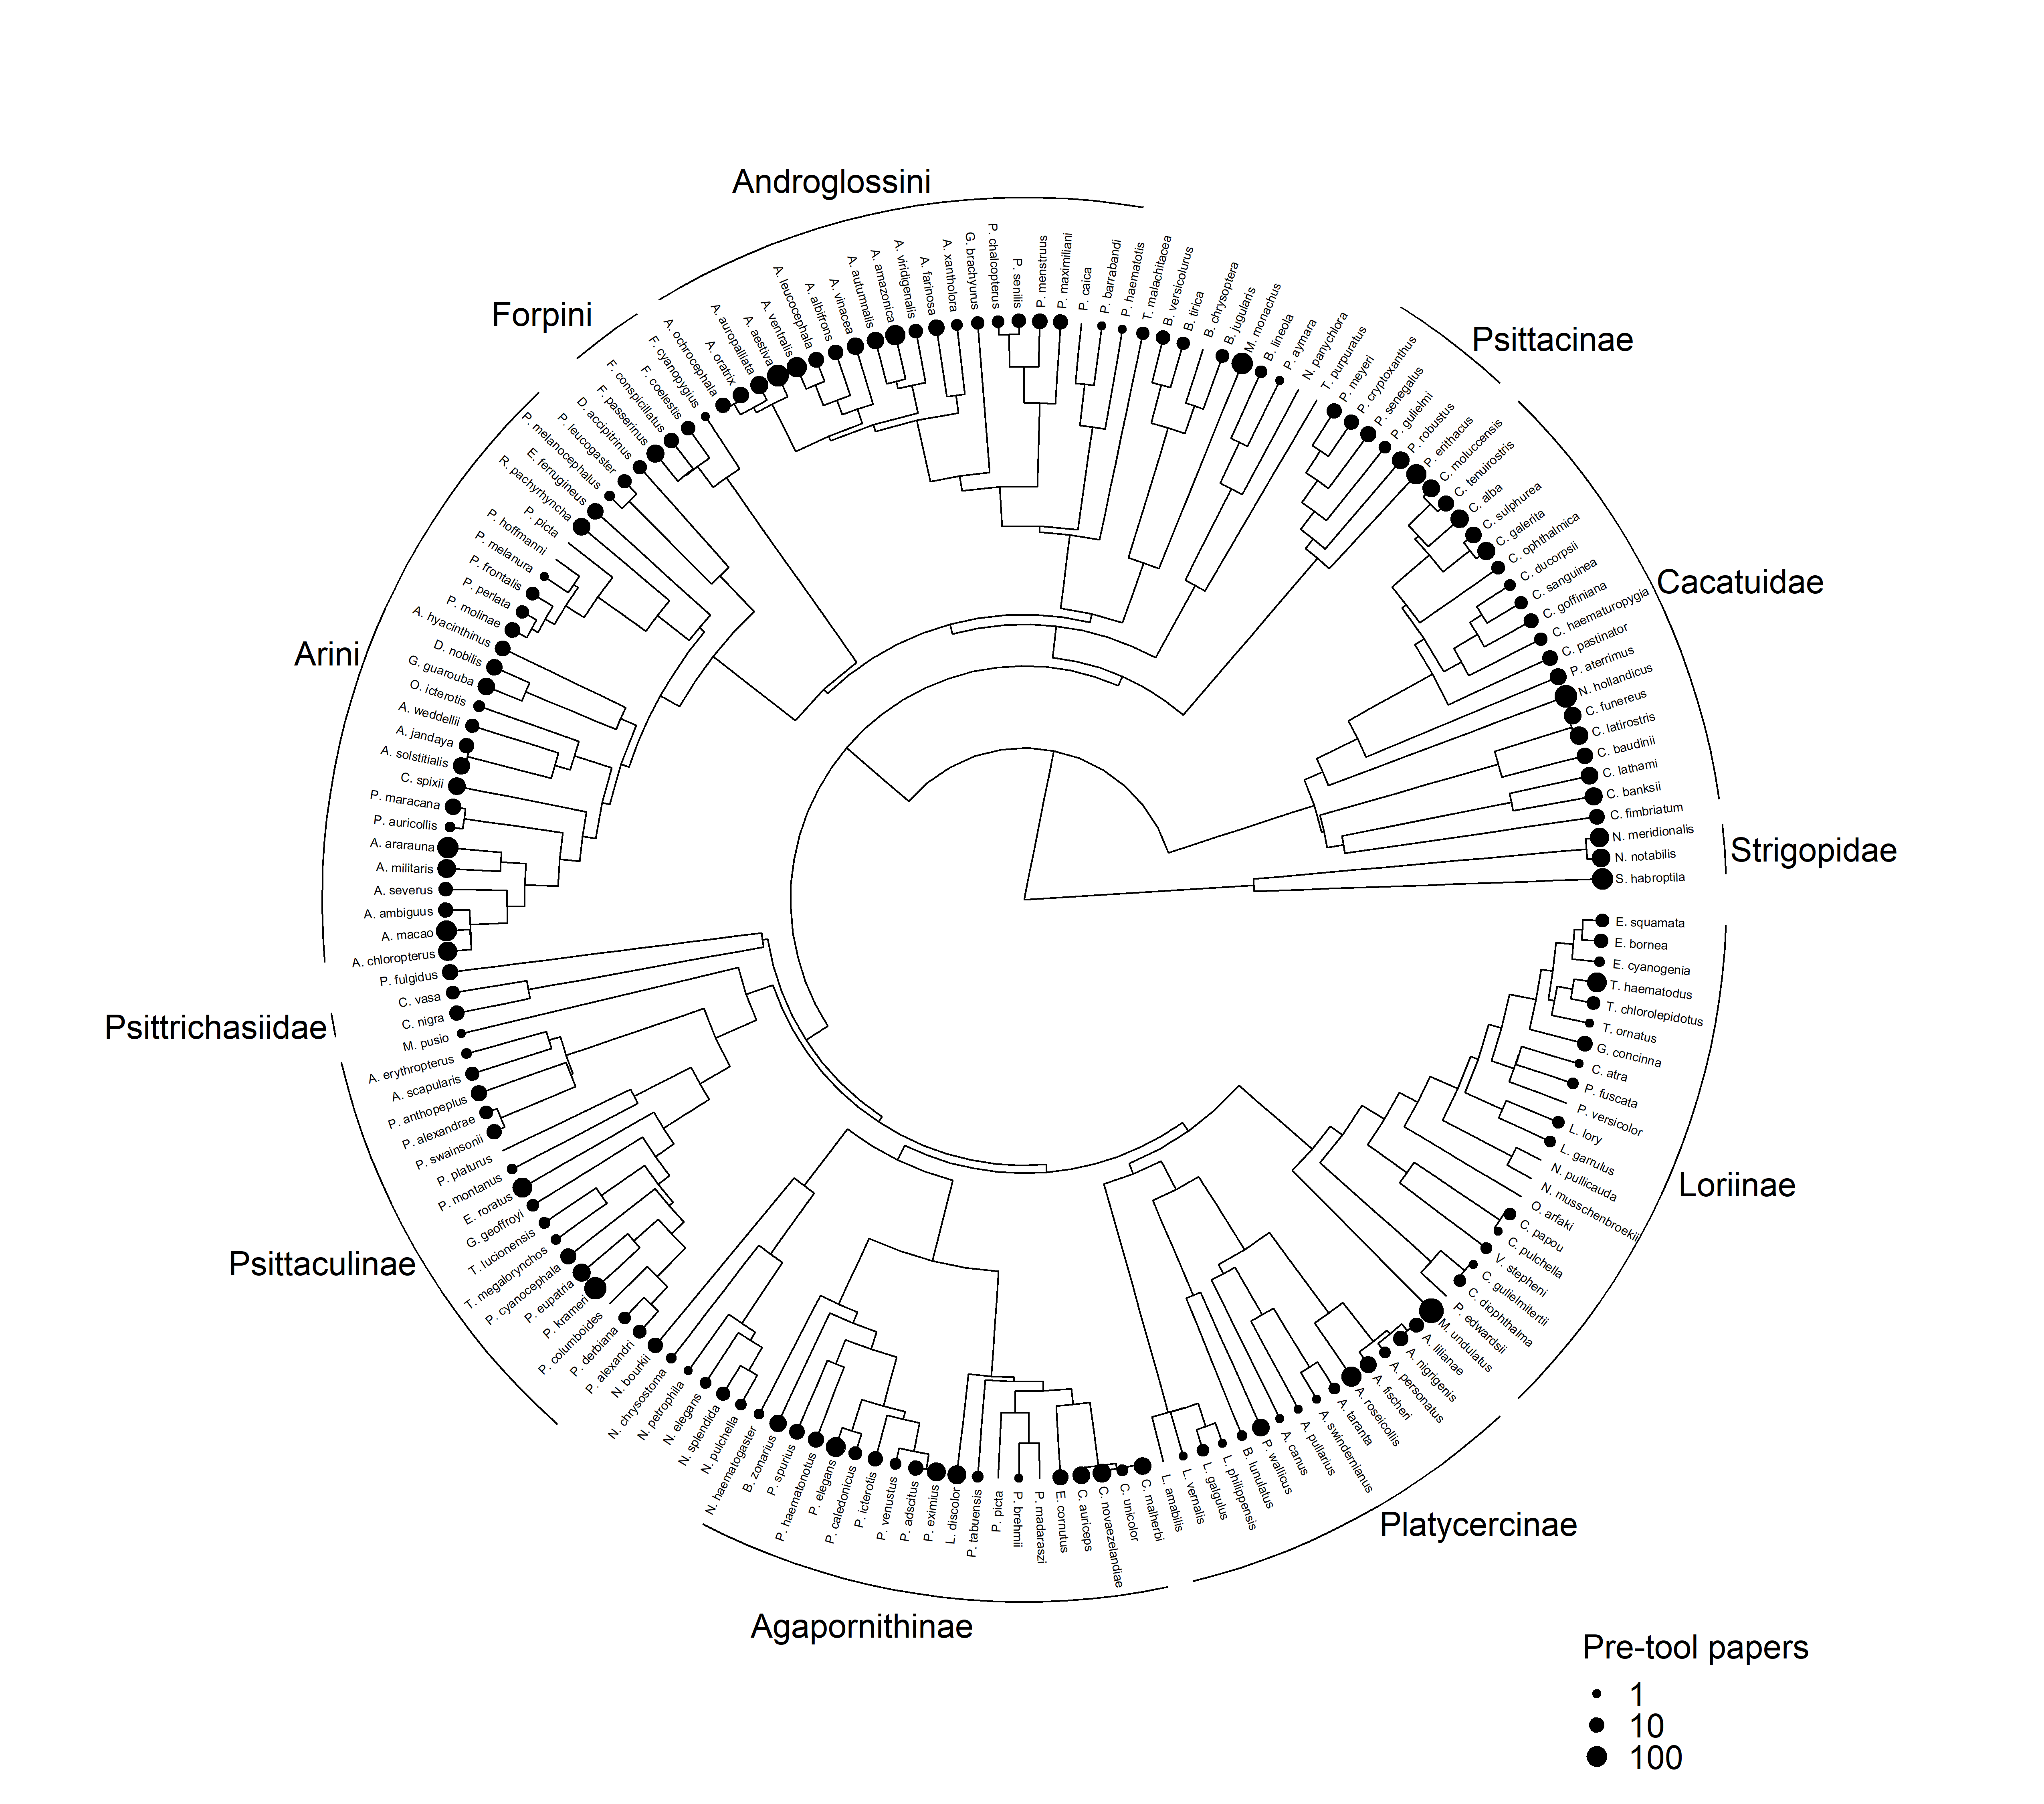 Androglossini
Forpini
Psittacinae
Cacatuidae
Strigopidae
Arini
Psittrichasiidae
Psittaculinae
Loriinae
Platycercinae
Agapornithinae
S. habroptila
N. notabilis
N. meridionalis
C. fimbriatum
C. banksii
C. lathami
C. baudinii
C. latirostris
C. funereus
N. hollandicus
P. aterrimus
C. pastinator
C. haematuropygia
C. goffiniana
C. sanguinea
C. ducorpsii
C. ophthalmica
C. galerita
C. sulphurea
C. alba
C. tenuirostris
C. moluccensis
P. erithacus
P. robustus
P. gulielmi
P. senegalus
P. cryptoxanthus
P. meyeri
T. purpuratus
N. panychlora
P. aymara
B. lineola
M. monachus
B. jugularis
B. chrysoptera
B. tirica
B. versicolurus
T. malachitacea
P. haematotis
P. barrabandi
P. caica
P. maximiliani
P. menstruus
P. senilis
P. chalcopterus
G. brachyurus
A. xantholora
A. farinosa
A. viridigenalis
A. amazonica
A. autumnalis
A. vinacea
A. albifrons
A. leucocephala
A. ventralis
A. aestiva
A. auropalliata
A. oratrix
A. ochrocephala
F. cyanopygius
F. coelestis
F. conspicillatus
F. passerinus
D. accipitrinus
P. leucogaster
P. melanocephalus
E. ferrugineus
R. pachyrhyncha
P. picta
P. hoffmanni
P. melanura
P. frontalis
P. perlata
P. molinae
A. hyacinthinus
D. nobilis
G. guarouba
O. icterotis
A. weddellii
A. jandaya
A. solstitialis
C. spixii
P. maracana
P. auricollis
A. ararauna
A. militaris
A. severus
A. ambiguus
A. macao
A. chloropterus
P. fulgidus
C. vasa
C. nigra
M. pusio
A. erythropterus
A. scapularis
P. anthopeplus
P. alexandrae
P. swainsonii
P. platurus
P. montanus
E. roratus
G. geoffroyi
T. lucionensis
T. megalorynchos
P. cyanocephala
P. eupatria
P. krameri
P. columboides
P. derbiana
P. alexandri
N. bourkii
N. chrysostoma
N. petrophila
N. elegans
N. splendida
N. pulchella
N. haematogaster
B. zonarius
P. spurius
P. haematonotus
P. elegans
P. caledonicus
P. icterotis
P. venustus
P. adscitus
P. eximius
L. discolor
P. tabuensis
P. picta
P. brehmii
P. madaraszi
E. cornutus
C. auriceps
C. novaezelandiae
C. unicolor
C. malherbi
L. amabilis
L. vernalis
L. galgulus
L. philippensis
B. lunulatus
P. wallicus
A. canus
A. pullarius
A. swindernianus
A. taranta
A. roseicollis
A. fischeri
A. personatus
A. nigrigenis
A. lilianae
M. undulatus
P. edwardsii
C. diophthalma
C. gulielmitertii
V. stepheni
C. pulchella
C. papou
O. arfaki
N. musschenbroekii
N. pullicauda
L. garrulus
L. lory
P. versicolor
P. fuscata
C. atra
G. concinna
T. ornatus
T. chlorolepidotus
T. haematodus
E. cyanogenia
E. bornea
E. squamata
Pre-tool papers
1
10
100